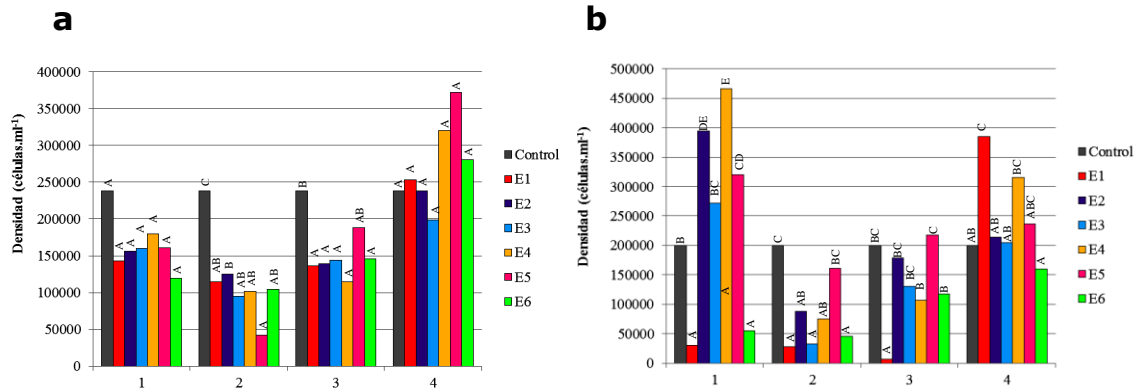 a
b
Densidad (células.ml-1)
400000
350000
300000
250000
200000
150000
100000
50000
0
A
A
A
A
A
A
A
C
AB
B
AB
AB
A
AB
B
A
A
A
A
AB
A
A
A
A
A
A
A
A
1
2
3
4
Control
E1
E2
E3
E4
E5
E6
Densidad (células.ml-1)
500000
450000
400000
350000
300000
250000
200000
150000
100000
50000
0
B
A
DE
BC
E
A
CD
A
C
A
AB
A
AB
BC
A
BC
A
BC
BC
B
C
B
AB
C
AB
AB
BC
ABC
A
1
2
3
4
Control
E1
E2
E3
E4
E5
E6